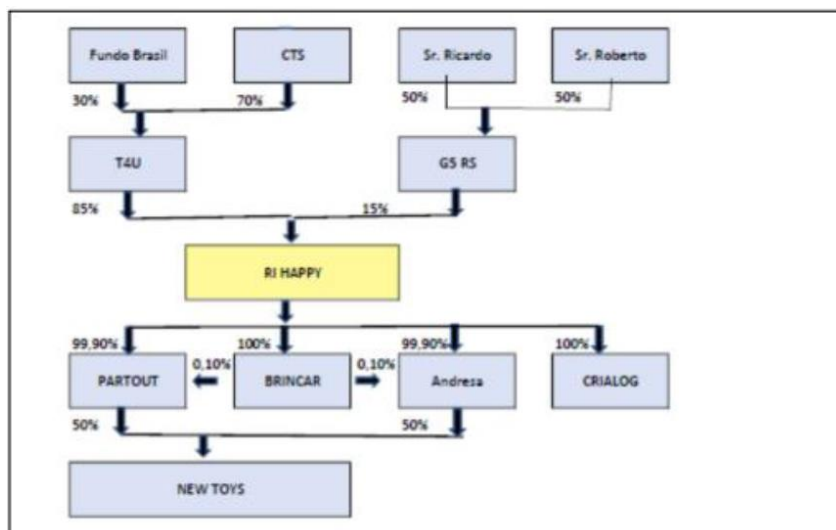 Fundo Brasil CTS Sr. Ricardo Sr. Roberto
30% 70% 50% 50%
T4U G5 RS
85% 15%
RI HAPPY
99,90% 100% 99,90% 100%
0,10% 0,10%
PARTOUT BRINCAR Andresa CRIALOG
50% 50%
NEW TOYS